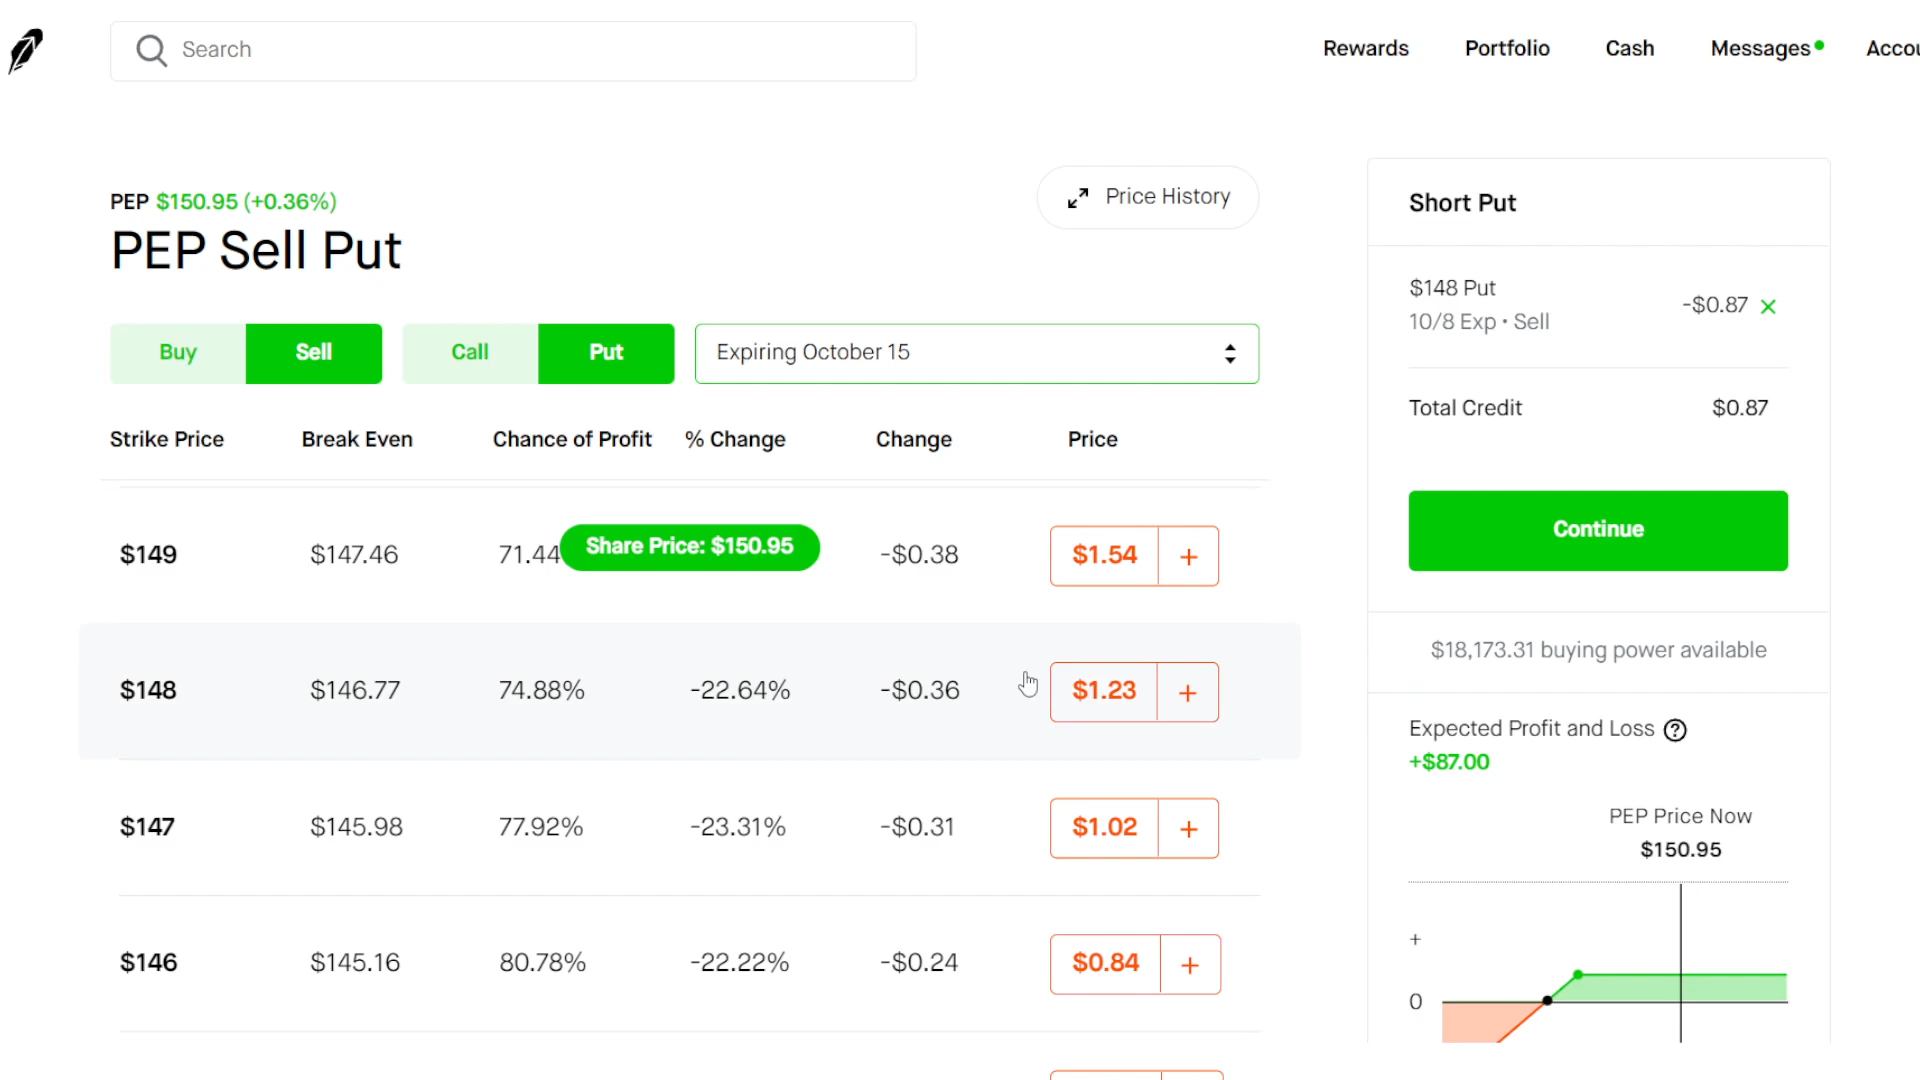 Search
Rewards Portfolio Cash Messages Accou
PEP $150.95 (+0.36%)
PEP Sell Put
Price History
Buy Sell Call Put Expiring October 15
Strike Price Break Even Chance of Profit % Change Change Price
$149 $147.46 71.44 Share Price: $150.95 -$0.38 $1.54 +
$148 $146.77 74.88% -22.64% -$0.36 $1.23 +
$147 $145.98 77.92% -23.31% -$0.31 $1.02 +
$146 $145.16 80.78% -22.22% -$0.24 $0.84 +
Short Put
$148 Put
10/8 Exp • Sell
-$0.87 ×
Total Credit $0.87
Continue
$18,173.31 buying power available
Expected Profit and Loss ?
+$87.00
PEP Price Now
$150.95
+
0